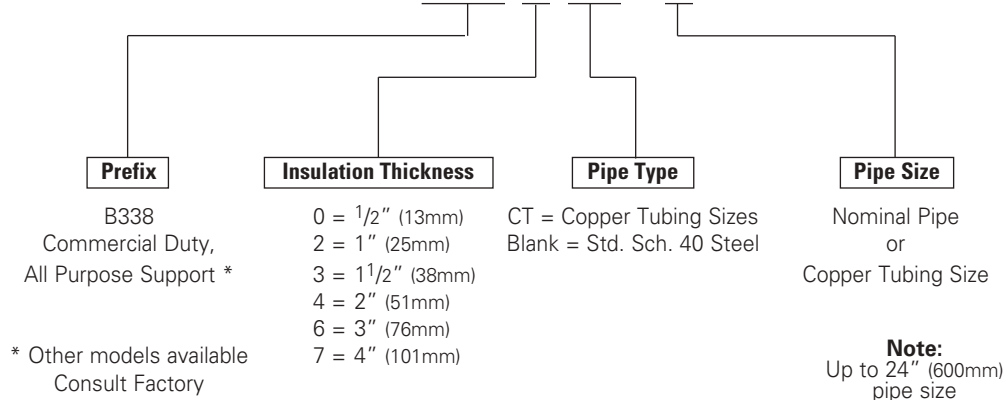 Prefix
B338
Commercial Duty,
All Purpose Support *
* Other models available
Consult Factory
Insulation Thickness
0 = 1/2" (13mm)
2 = 1" (25mm)
3 = 11/2" (38mm)
4 = 2" (51mm)
6 = 3" (76mm)
7 = 4" (101mm)
Pipe Type
CT = Copper Tubing Sizes
Blank = Std. Sch. 40 Steel
Pipe Size
Nominal Pipe
or
Copper Tubing Size
Note:
Up to 24" (600mm)
pipe size